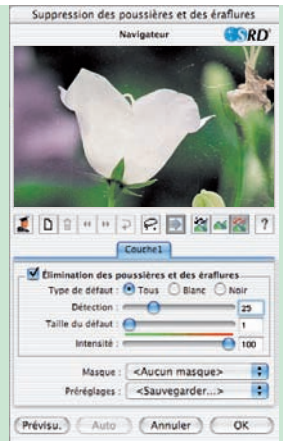 Suppression des poussières et des éraflures
Navigateur
SRD
?
Couche1
Élimination des poussières et des éraflures
Type de défaut : Tous Blanc Noir
Détection : 25
Taille du défaut : 1
Intensité : 100
Masque : <Aucun masque>
Préréglages : <Sauvegarder...>
Prévisu. Auto Annuler OK